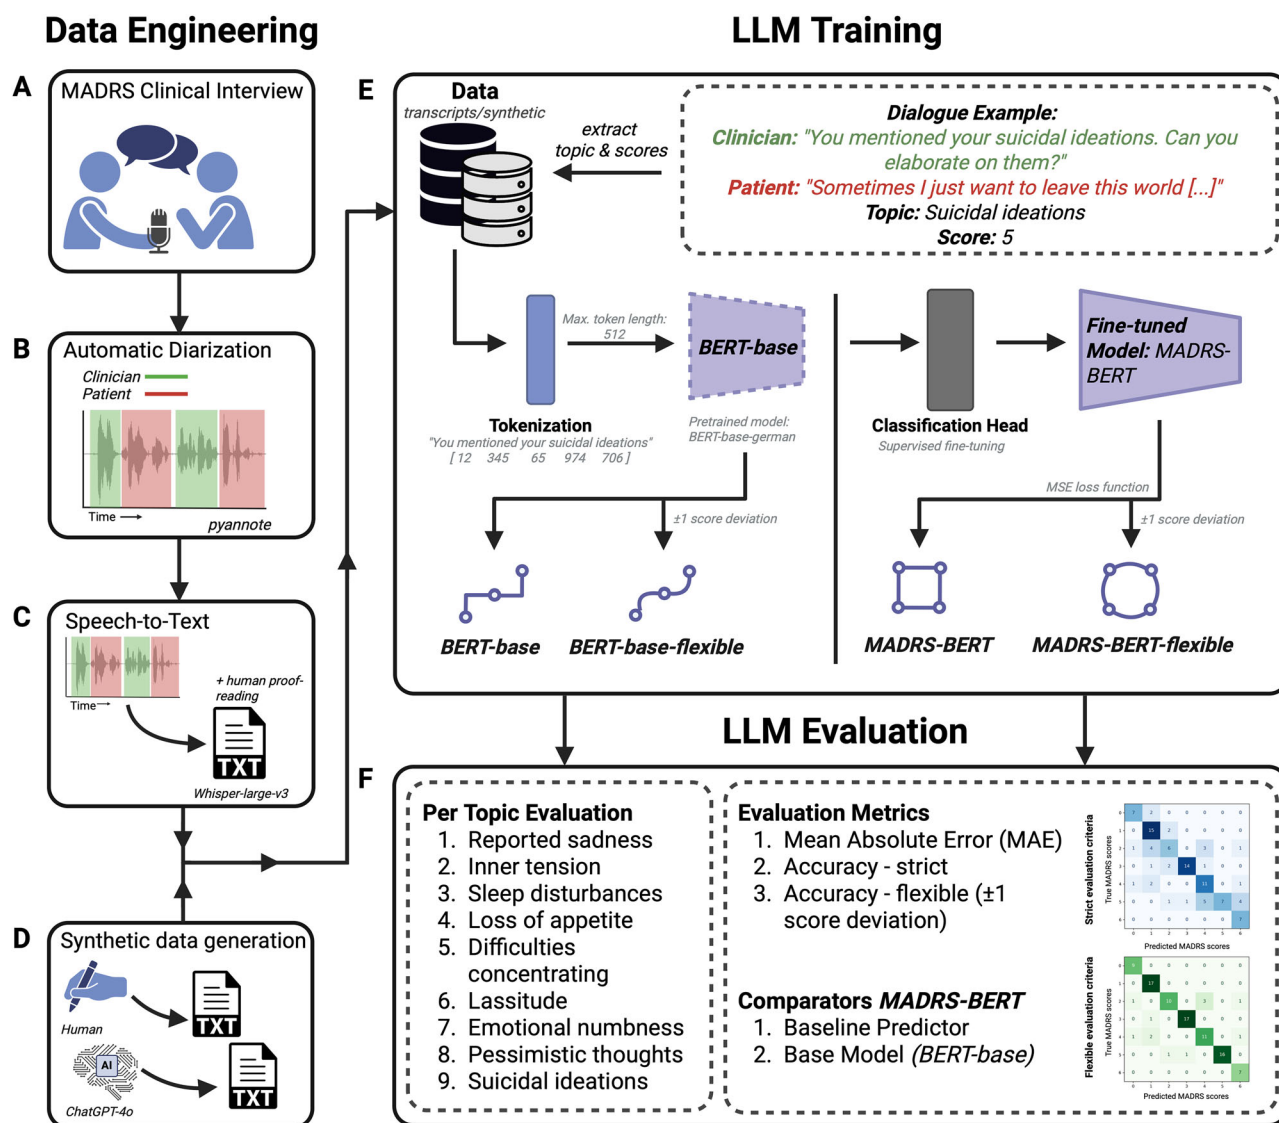 Data Engineering
LLM Training
A
MADRS Clinical Interview
B
Automatic Diarization
Clinician
Patient
Time
pyannote
C
Speech-to-Text
+ human proof-
reading
Time
TXT
Whisper-large-v3
D
Synthetic data generation
Human
TXT
AI
ChatGPT-4o
TXT
E
Data
transcripts/synthetic
extract
topic & scores
Dialogue Example:
Clinician: "You mentioned your suicidal ideations. Can you
elaborate on them?"
Patient: "Sometimes I just want to leave this world [...]"
Topic: Suicidal ideations
Score: 5
Max. token length:
512
BERT-base
Fine-tuned
Model: MADRS-
BERT
Tokenization
"You mentioned your suicidal ideations"
[ 12 345 65 974 706 ]
Pretrained model:
BERT-base-german
Classification Head
Supervised fine-tuning
±1 score deviation
MSE loss function
±1 score deviation
BERT-base
BERT-base-flexible
MADRS-BERT
MADRS-BERT-flexible
LLM Evaluation
F
Per Topic Evaluation
1. Reported sadness
2. Inner tension
3. Sleep disturbances
4. Loss of appetite
5. Difficulties
concentrating
6. Lassitude
7. Emotional numbness
8. Pessimistic thoughts
9. Suicidal ideations
Evaluation Metrics
1. Mean Absolute Error (MAE)
2. Accuracy - strict
3. Accuracy - flexible (±1
score deviation)
Comparators MADRS-BERT
1. Baseline Predictor
2. Base Model (BERT-base)
Strict evaluation criteria
True MADRS scores
Predicted MADRS scores
Flexible evaluation criteria
True MADRS scores
Predicted MADRS scores